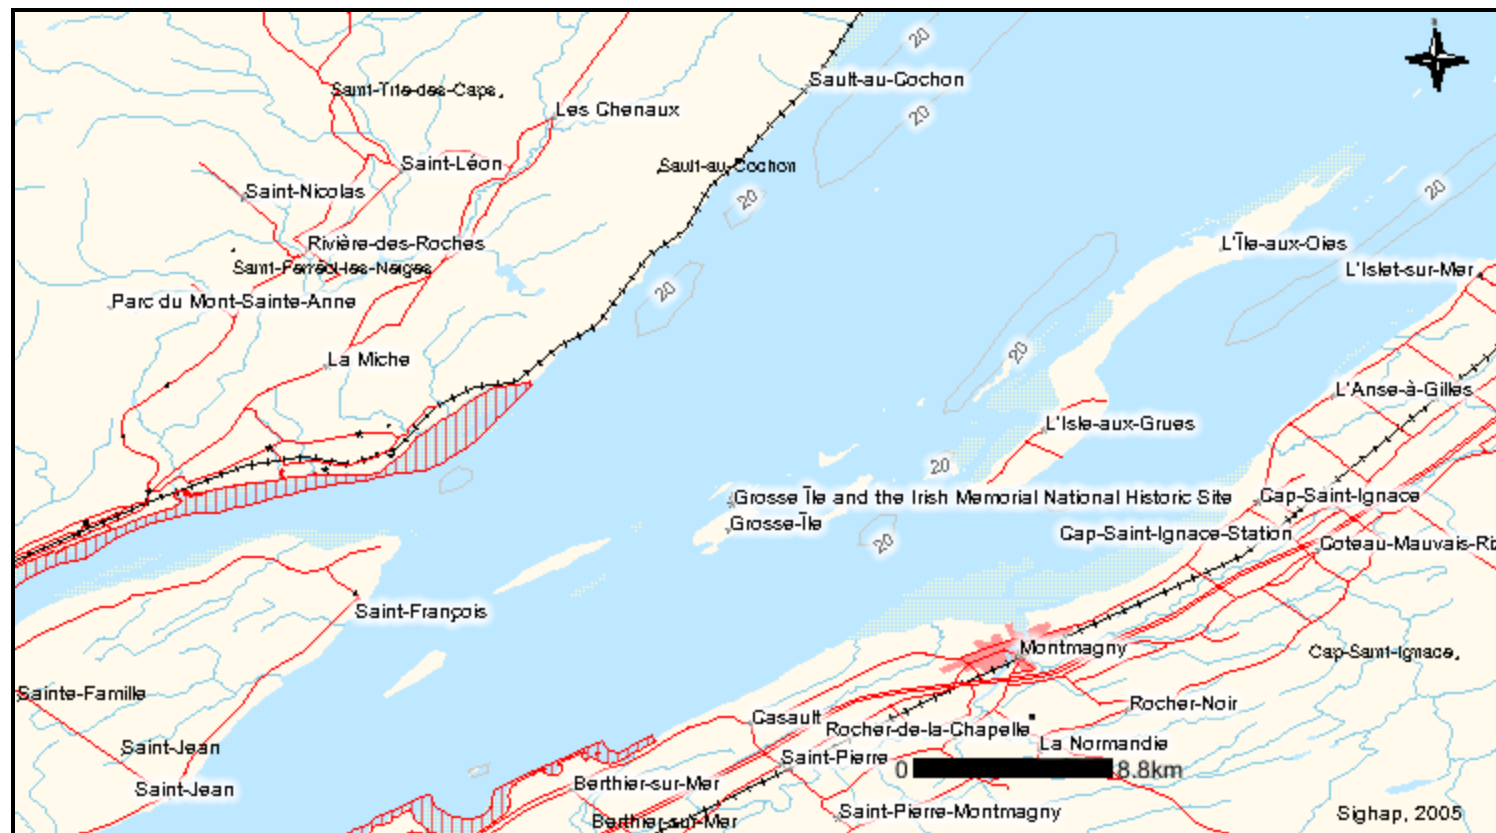 20
Sault-au-Cochon
Saint-Tite-des-Caps
Les Chenaux
20
Saint-Léon
Sault-au-Cochon
Saint-Nicolas
20
20
Rivière-des-Roches
L'Île-aux-Oies
Saint-Ferréol-les-Neiges
L'Islet-sur-Mer
Parc du Mont-Sainte-Anne
20
La Miche
20
L'Anse-à-Gilles
L'Isle-aux-Grues
20
Grosse Île and the Irish Memorial National Historic Site
Cap-Saint-Ignace
Grosse-Île
Cap-Saint-Ignace-Station
20
Coteau-Mauvais-Ri
Saint-François
Montmagny
Cap-Saint-Ignace
Sainte-Famille
Rocher-Noir
Casault
Rocher-de-la-Chapelle
Saint-Jean
La Normandie
Saint-Pierre
0 8.8km
Saint-Jean
Berthier-sur-Mer
Saint-Pierre-Montmagny
Sighap, 2005
Berthier-sur-Mer